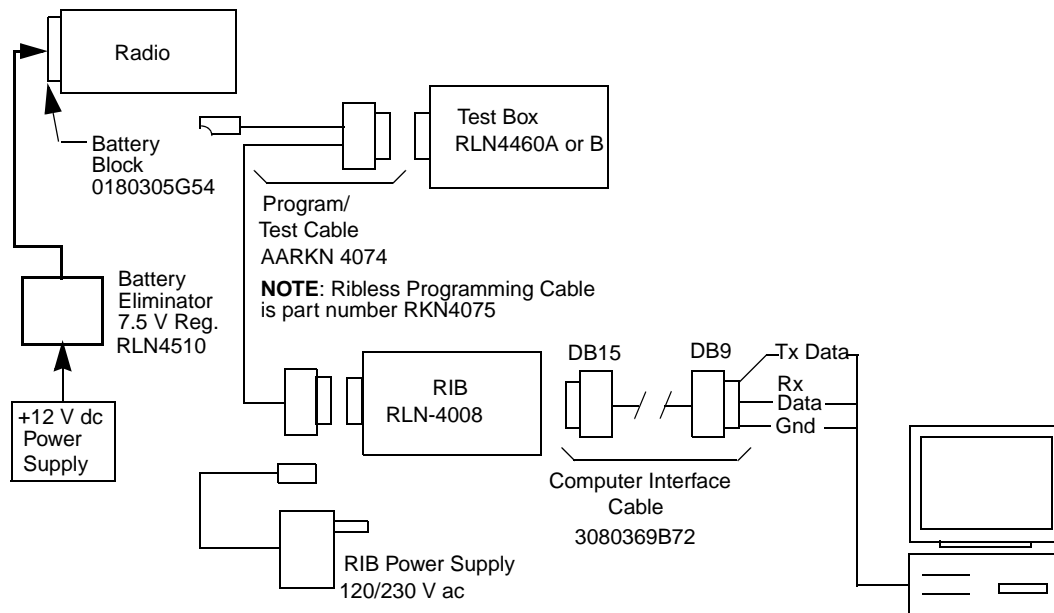 Radio
Test Box
RLN4460A or B
Battery
Block
0180305G54
Program/
Test Cable
AARKN 4074
NOTE: Ribless Programming Cable
is part number RKN4075
Battery
Eliminator
7.5 V Reg.
RLN4510
+12 V dc
Power
Supply
RIB
RLN-4008
DB15
DB9
Tx Data
Rx
Data
Gnd
Computer Interface
Cable
3080369B72
RIB Power Supply
120/230 V ac